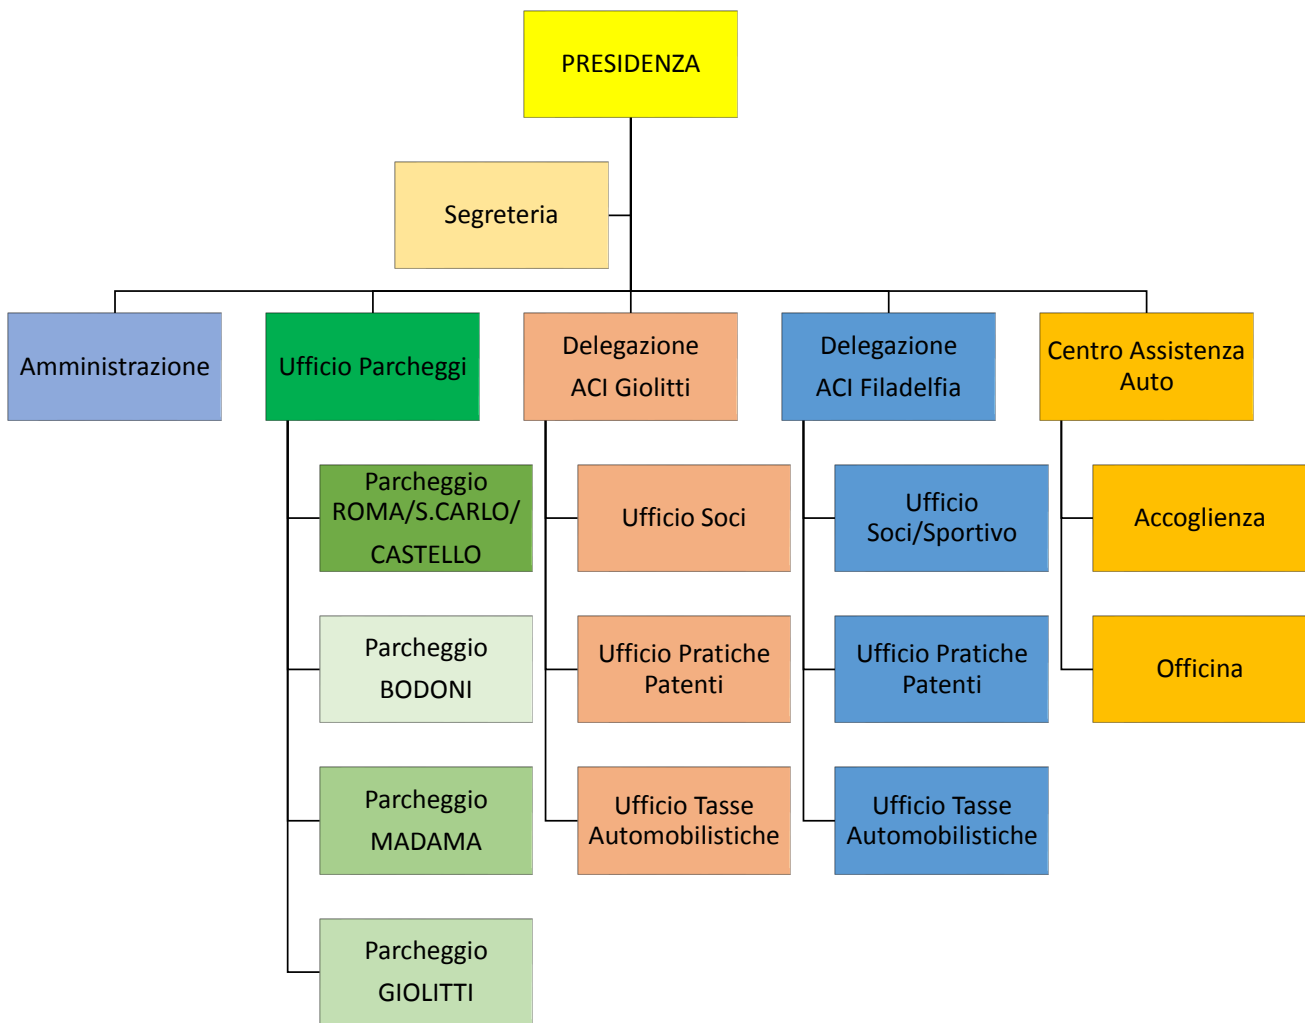 PRESIDENZA
Segreteria
Amministrazione
Ufficio Parcheggi
Delegazione
ACI Giolitti
Delegazione
ACI Filadelfia
Centro Assistenza
Auto
Parcheggio
ROMA/S.CARLO/
CASTELLO
Ufficio Soci
Ufficio
Soci/Sportivo
Accoglienza
Parcheggio
BODONI
Ufficio Pratiche
Patenti
Ufficio Pratiche
Patenti
Officina
Parcheggio
MADAMA
Ufficio Tasse
Automobilistiche
Ufficio Tasse
Automobilistiche
Parcheggio
GIOLITTI